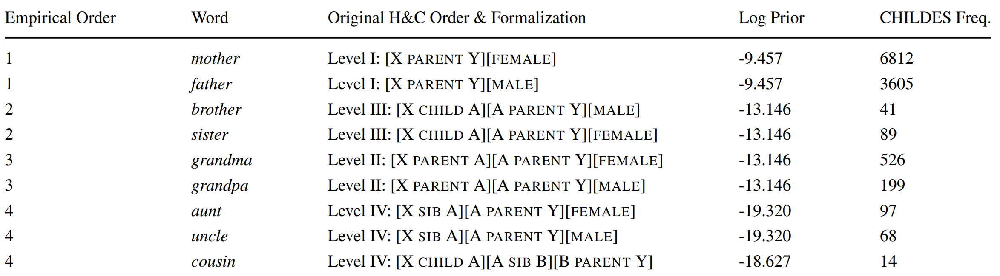 Empirical Order Word Original H&C Order & Formalization Log Prior CHILDES Freq.
1 mother Level I: [X PARENT Y][FEMALE] -9.457 6812
1 father Level I: [X PARENT Y][MALE] -9.457 3605
2 brother Level III: [X CHILD A][A PARENT Y][MALE] -13.146 41
2 sister Level III: [X CHILD A][A PARENT Y][FEMALE] -13.146 89
3 grandma Level II: [X PARENT A][A PARENT Y][FEMALE] -13.146 526
3 grandpa Level II: [X PARENT A][A PARENT Y][MALE] -13.146 199
4 aunt Level IV: [X SIB A][A PARENT Y][FEMALE] -19.320 97
4 uncle Level IV: [X SIB A][A PARENT Y][MALE] -19.320 68
4 cousin Level IV: [X CHILD A][A SIB B][B PARENT Y] -18.627 14